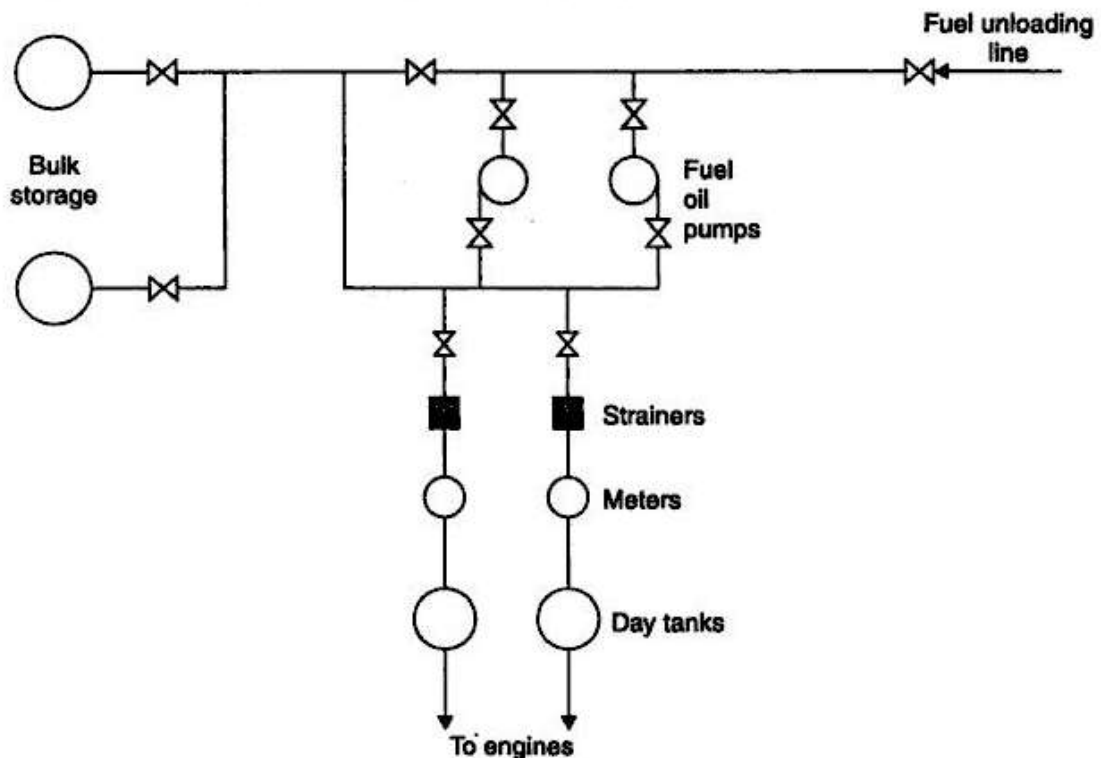 Fuel unloading
line
Bulk
storage
Fuel
oil
pumps
Strainers
Meters
Day tanks
To engines